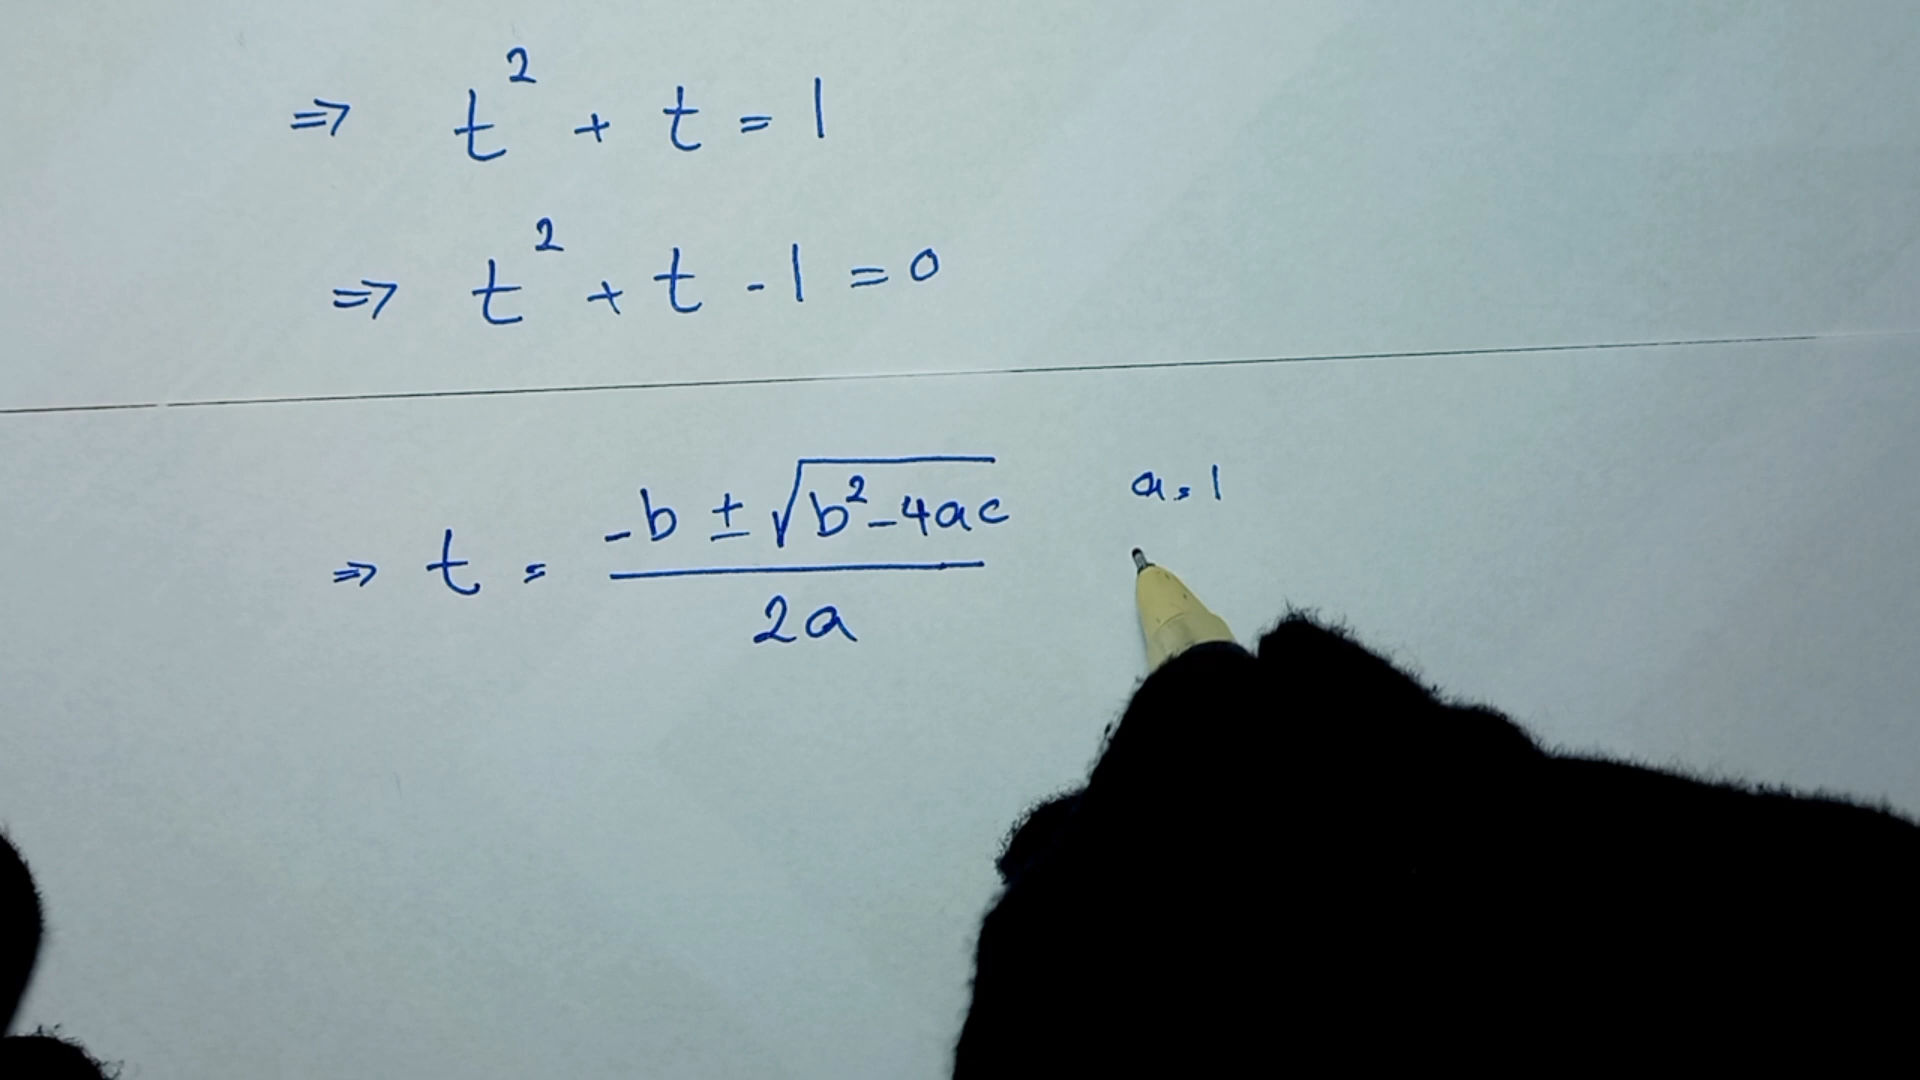 ⇒ t² + t = 1
⇒ t² + t - 1 = 0
⇒ t = (-b ± √(b² - 4ac)) / 2a
a = 1